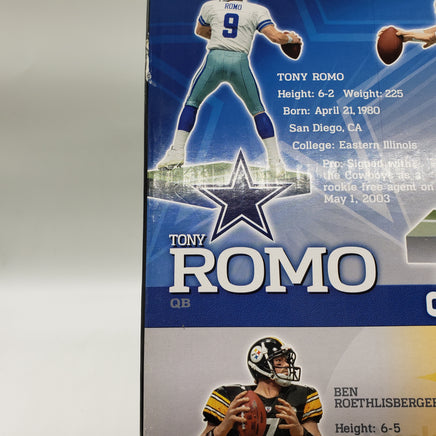 ROMO
9
TONY ROMO
Height: 6-2 Weight: 225
Born: April 21, 1980
San Diego, CA
College: Eastern Illinois
Pro: Signed with
the Cowboys as a
rookie free agent on
May 1, 2003
TONY
ROMO
QB
BEN
ROETHLISBERGER
Height: 6-5
7